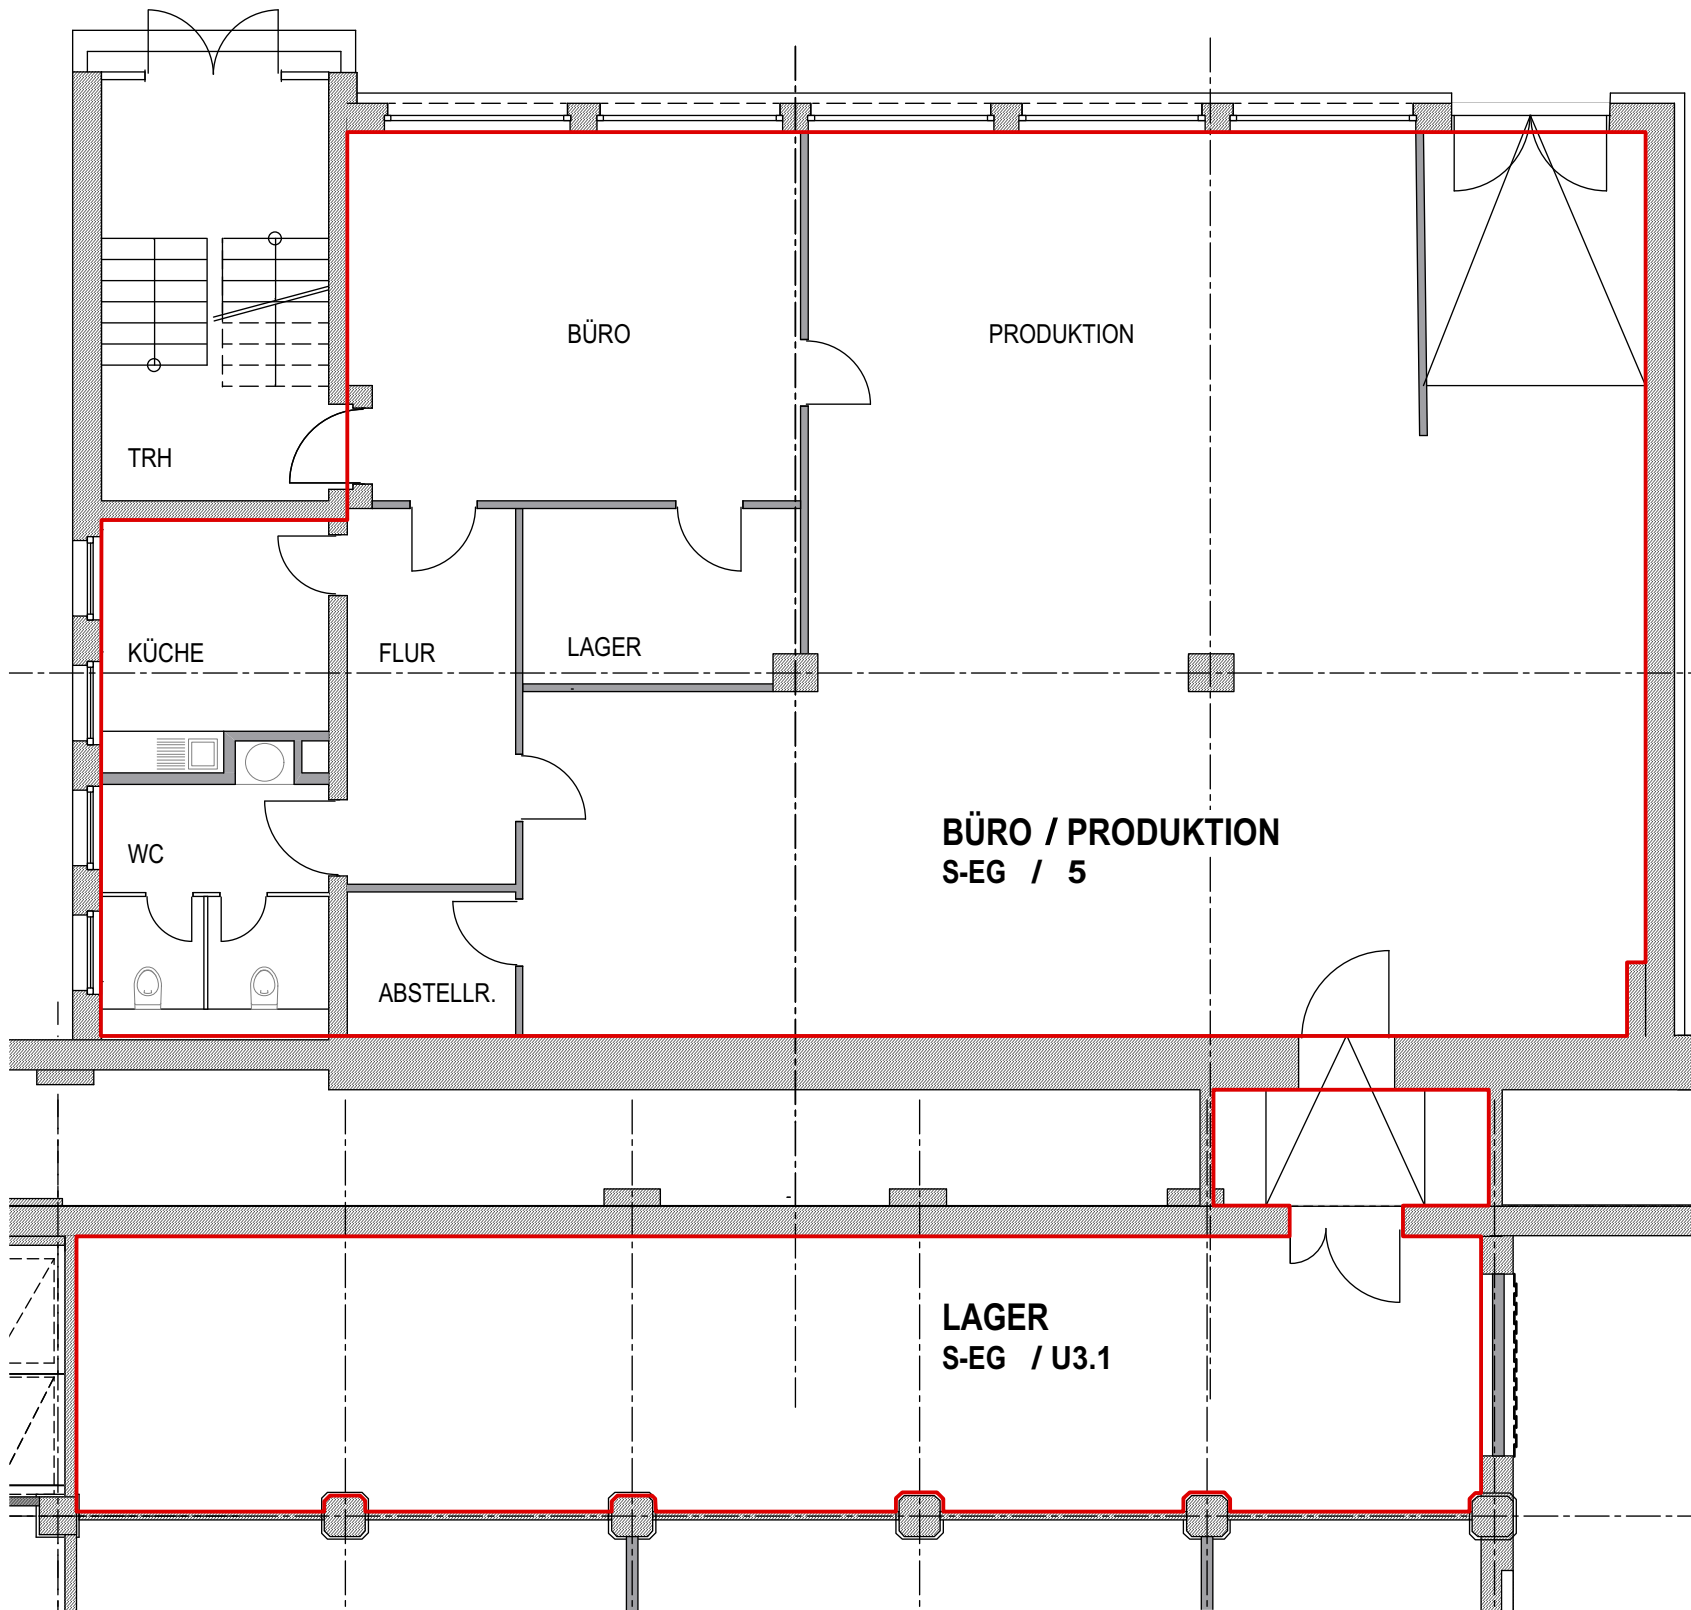 BÜRO
PRODUKTION
TRH
KÜCHE
FLUR
LAGER
BÜRO / PRODUKTION
S-EG / 5
WC
ABSTELLR.
LAGER
S-EG / U3.1